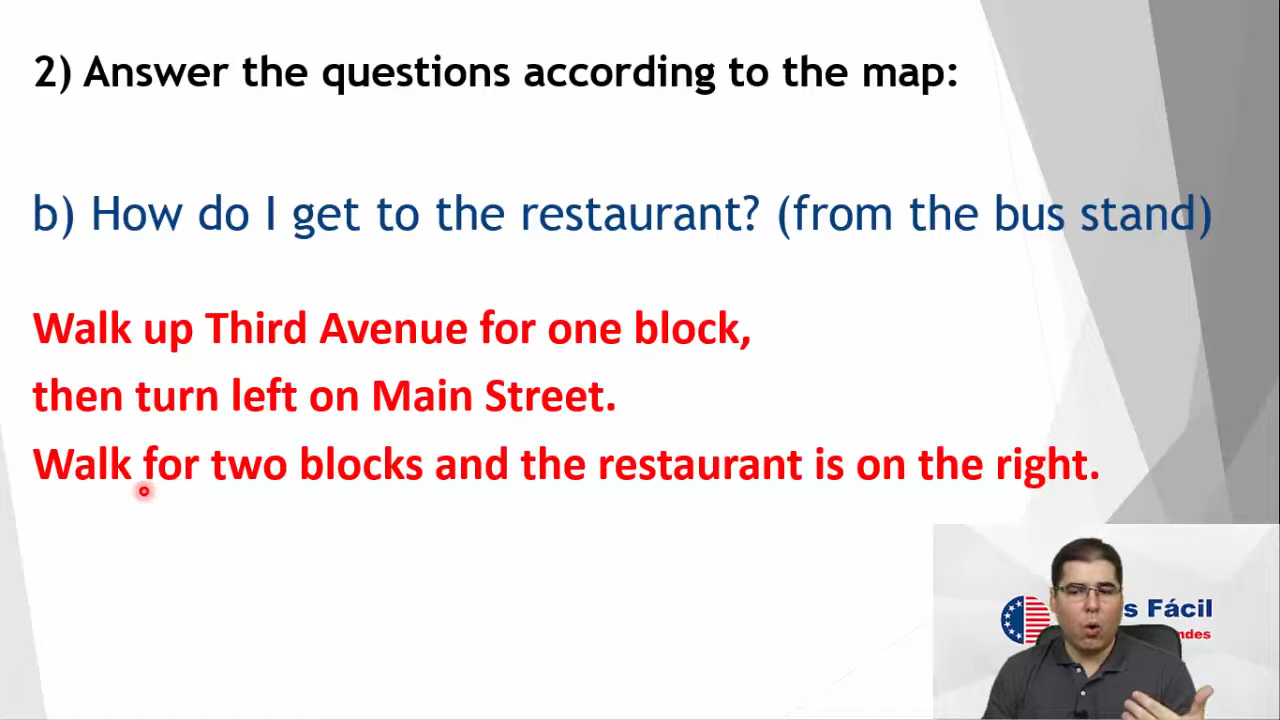 2) Answer the questions according to the map:
b) How do I get to the restaurant? (from the bus stand)
Walk up Third Avenue for one block,
then turn left on Main Street.
Walk for two blocks and the restaurant is on the right.
Fácil